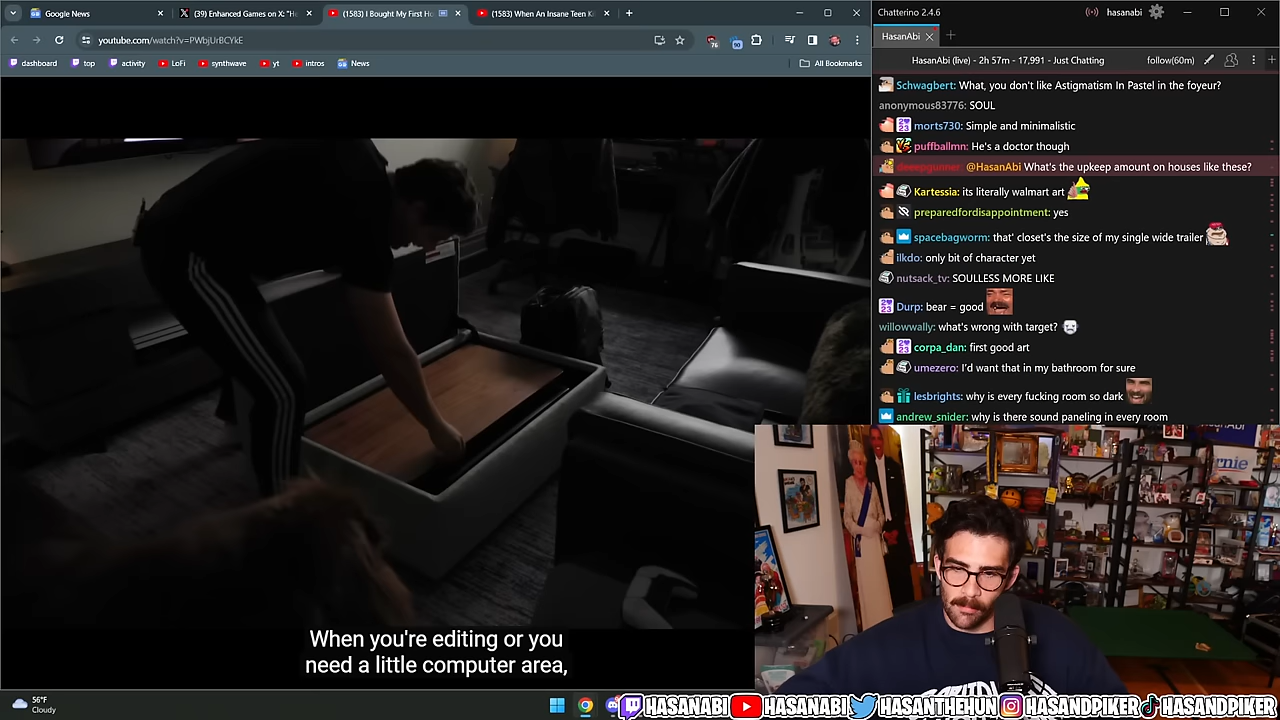 Google News
(39) Enhanced Games on X: "He
(1583) I Bought My First Ho
(1583) When An Insane Teen Ki
youtube.com/watch?v=PWbjUrBCYkE
76
90
dashboard
top
activity
LoFi
synthwave
yt
intros
News
All Bookmarks
Chatterino 2.4.6
hasanabi
HasanAbi
HasanAbi (live) - 2h 57m - 17,991 - Just Chatting
follow(60m)
Schwagbert: What, you don't like Astigmatism In Pastel in the foyeur?
anonymous83776: SOUL
morts730: Simple and minimalistic
puffballmn: He's a doctor though
@HasanAbi What's the upkeep amount on houses like these?
Kartessia: its literally walmart art
preparedfordisappointment: yes
spacebagworm: that' closet's the size of my single wide trailer
ilkdo: only bit of character yet
nutsack_tv: SOULLESS MORE LIKE
Durp: bear = good
willowwally: what's wrong with target?
corpa_dan: first good art
umezero: I'd want that in my bathroom for sure
lesbrights: why is every fucking room so dark
andrew_snider: why is there sound paneling in every room
When you're editing or you
need a little computer area,
56°F
Cloudy
HASANABI
HASANABI
HASANTHEHUN
HASANDPIKER
HASANDPIKER